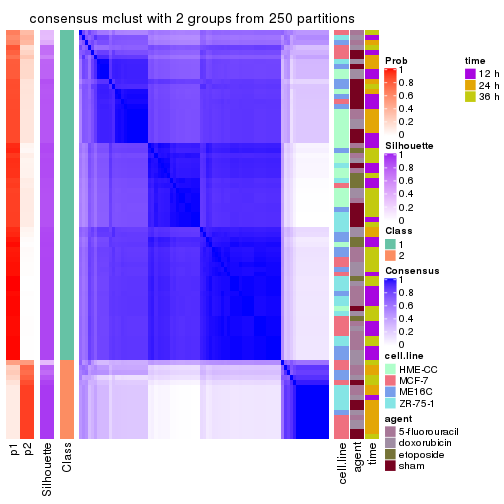 consensus mclust with 2 groups from 250 partitions
p1
p2
Silhouette
Class
cell.line
agent
time
Prob
1
0.8
0.6
0.4
0.2
0
Silhouette
1
0.8
0.6
0.4
0.2
0
Class
1
2
Consensus
1
0.8
0.6
0.4
0.2
0
cell.line
HME-CC
MCF-7
ME16C
ZR-75-1
agent
5-fluorouracil
doxorubicin
etoposide
sham
time
12 h
24 h
36 h